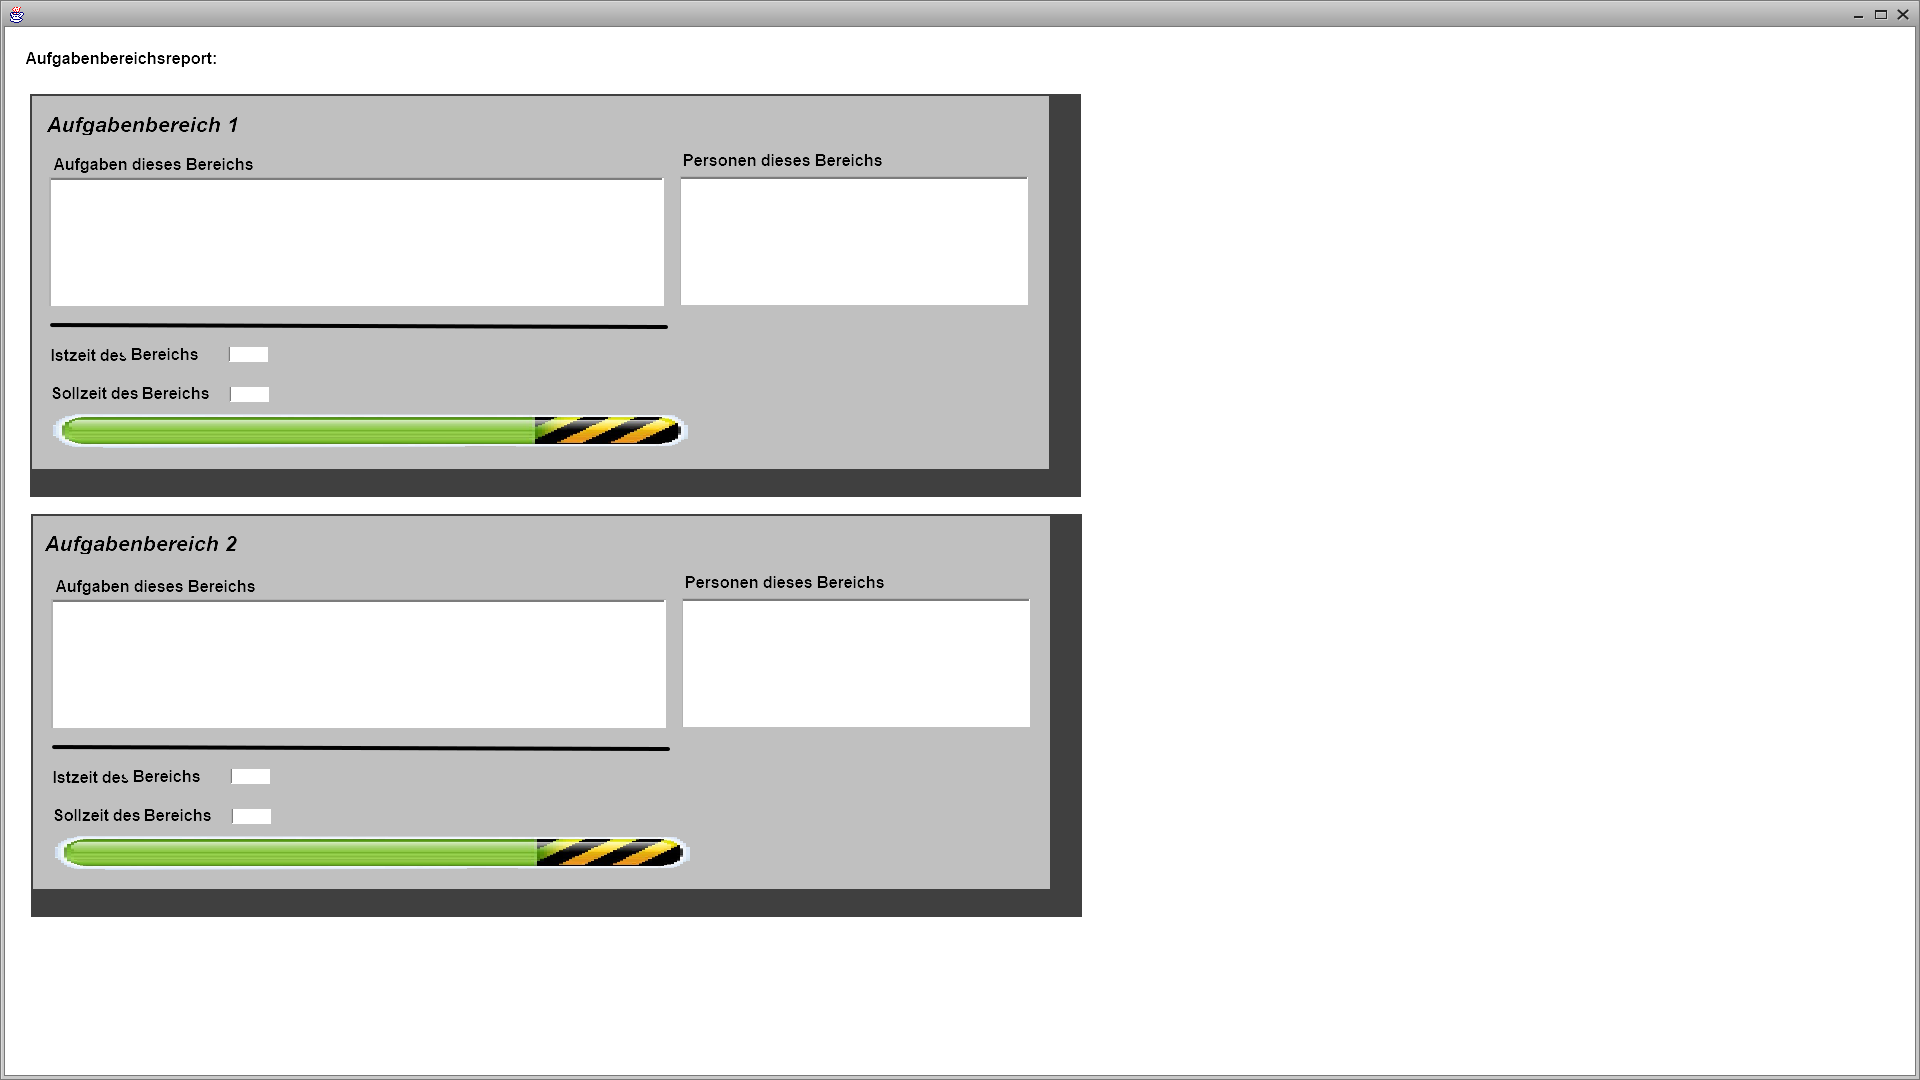 Aufgabenbereichsreport:
Aufgabenbereich 1
Aufgaben dieses Bereichs
Personen dieses Bereichs
Istzeit des Bereichs
Sollzeit des Bereichs
Aufgabenbereich 2
Aufgaben dieses Bereichs
Personen dieses Bereichs
Istzeit des Bereichs
Sollzeit des Bereichs